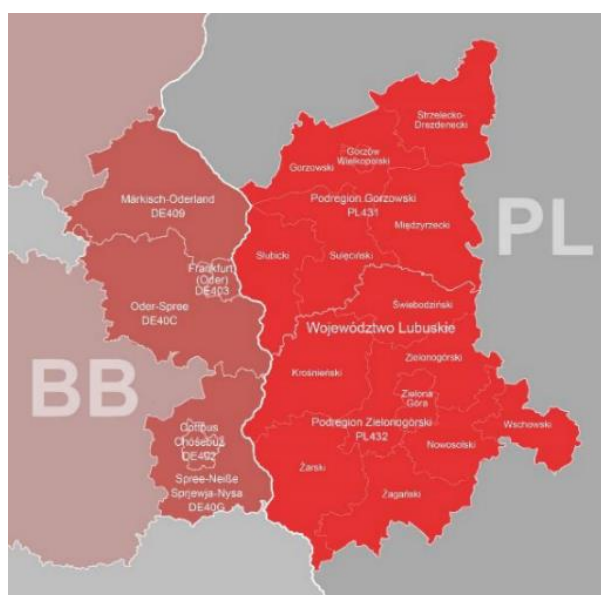 Strzelecko-
Drezdenecki
Gorzów
Wielkopolski
Gorzowski
Märkisch-Oderland
DE409
Podregion Gorzowski
PL431
Międzyrzecki
PL
Słubicki
Sulęciński
Frankfurt
(Oder)
DE403
Oder-Spree
DE40C
Świebodziński
Województwo Lubuskie
Zielonogórski
Krośnieński
BB
Zielona
Góra
Podregion Zielonogórski
PL432
Wschowski
Cottbus
Chóśebuz
DE402
Nowosolski
Żarski
Spree-Neiße
Sprjewja-Nysa
DE40G
Żagański